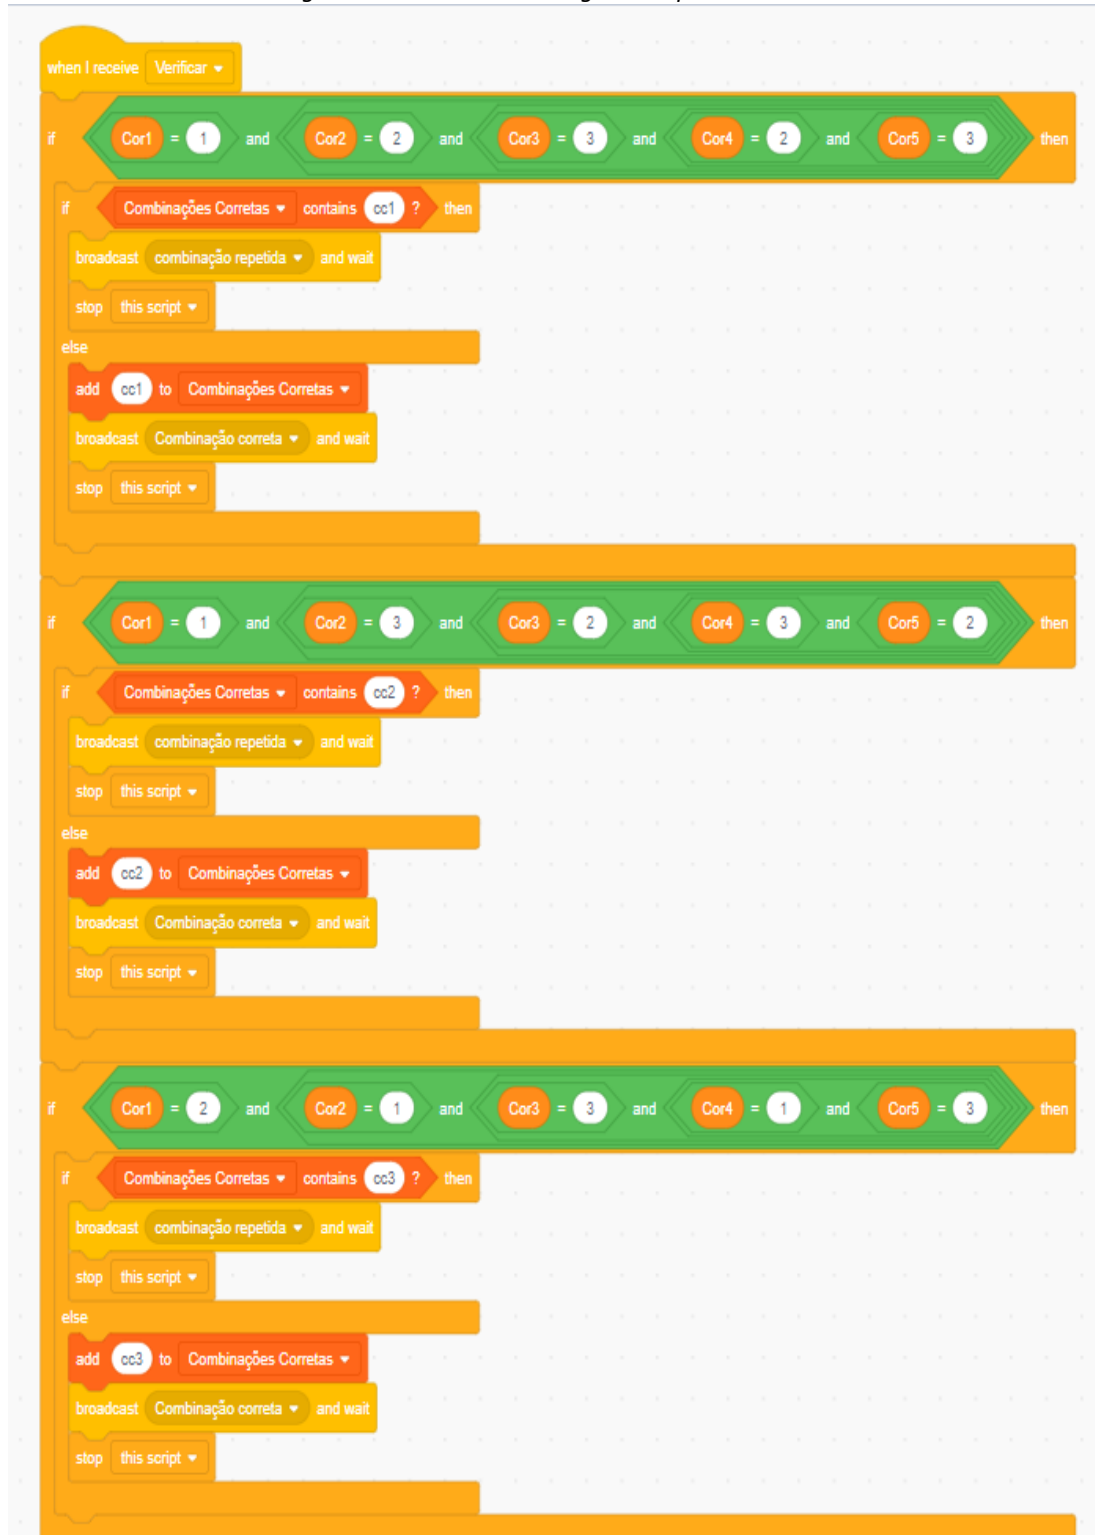 when I receive Verificar
if Cor1 = 1 and Cor2 = 2 and Cor3 = 3 and Cor4 = 2 and Cor5 = 3 then
if Combinações Corretas contains cc1 ? then
broadcast combinação repetida and wait
stop this script
else
add cc1 to Combinações Corretas
broadcast Combinação correta and wait
stop this script
if Cor1 = 1 and Cor2 = 3 and Cor3 = 2 and Cor4 = 3 and Cor5 = 2 then
if Combinações Corretas contains cc2 ? then
broadcast combinação repetida and wait
stop this script
else
add cc2 to Combinações Corretas
broadcast Combinação correta and wait
stop this script
if Cor1 = 2 and Cor2 = 1 and Cor3 = 3 and Cor4 = 1 and Cor5 = 3 then
if Combinações Corretas contains cc3 ? then
broadcast combinação repetida and wait
stop this script
else
add cc3 to Combinações Corretas
broadcast Combinação correta and wait
stop this script